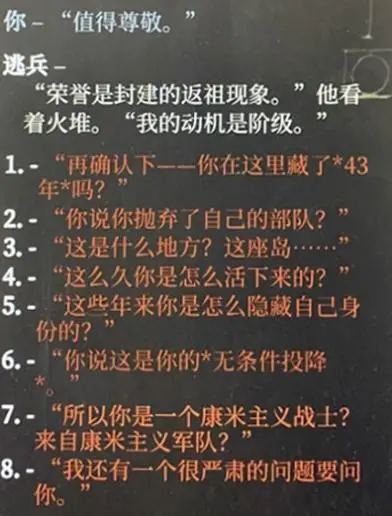 你 – “值得尊敬。”
逃兵 –
“荣誉是封建的返祖现象。”他看
着火堆。“我的动机是阶级。”
1. - “再确认下——你在这里藏了*43
年*吗？”
2. - “你说你抛弃了自己的部队？”
3. - “这是什么地方？这座岛……”
4. - “这么久你是怎么活下来的？”
5. - “这些年来你是怎么隐藏自己身
份的？”
6. - “你说这是你的*无条件投降
*。”
7. - “所以你是一个康米主义战士？
来自康米主义军队？”
8. - “我还有一个很严肃的问题要问
你。”